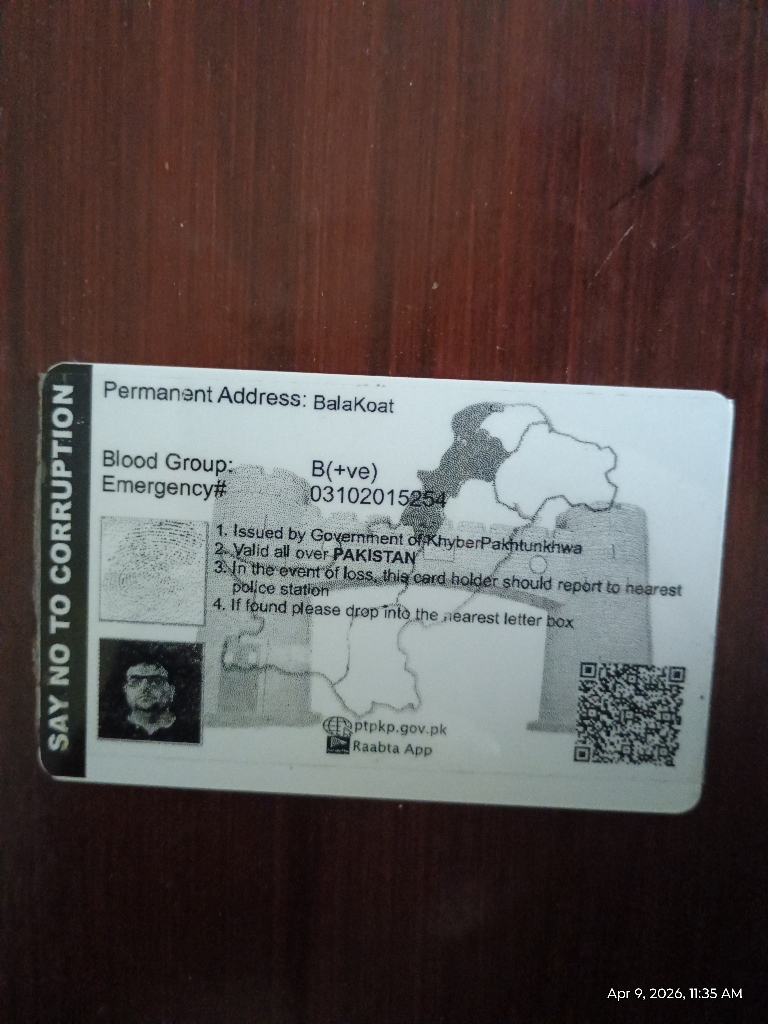 SAY NO TO CORRUPTION
Permanent Address: BalaKoat
Blood Group: B(+ve)
Emergency# 03102015254
1. Issued by Government of KhyberPakhtunkhwa
2. Valid all over PAKISTAN
3. In the event of loss, this card holder should report to nearest
police station
4. If found please drop into the nearest letter box
ptpkp.gov.pk
Raabta App
Apr 9, 2026, 11:35 AM